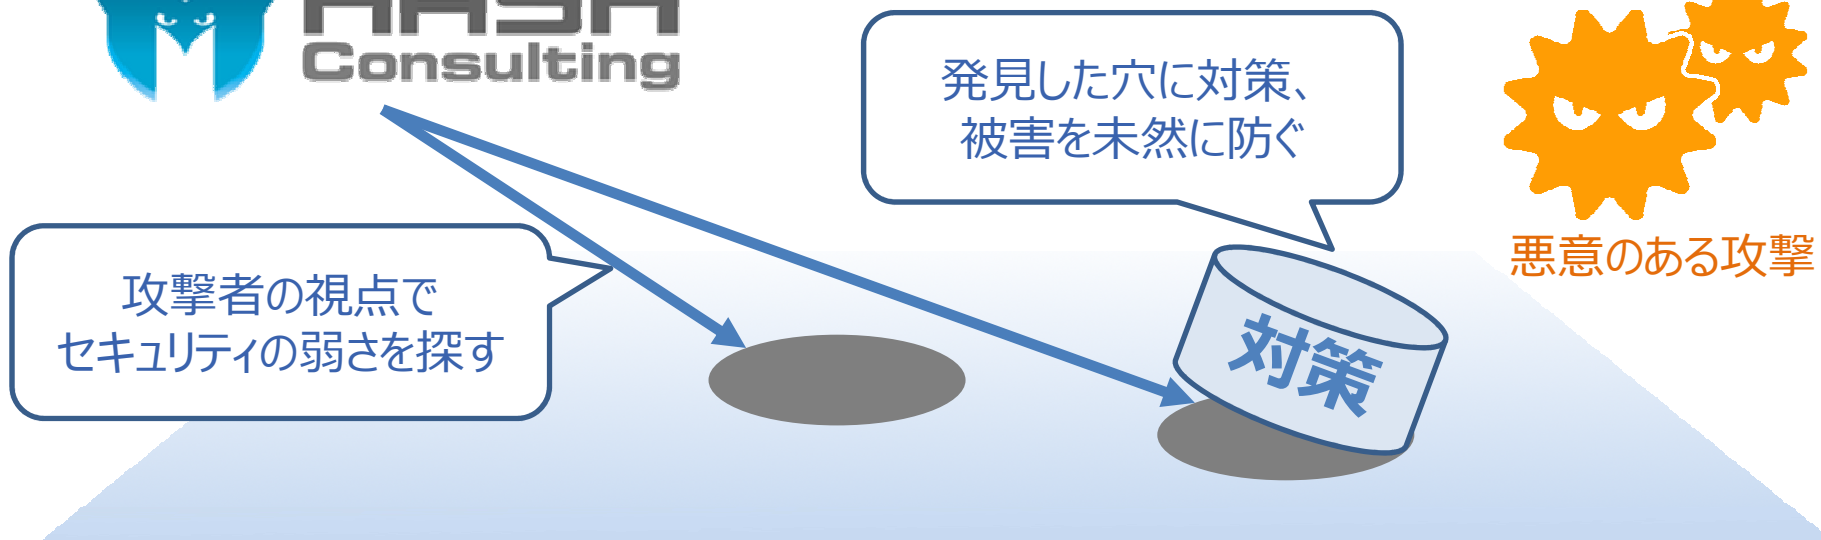 Consulting
発見した穴に対策、
被害を未然に防ぐ
悪意のある攻撃
攻撃者の視点で
セキュリティの弱さを探す
対策